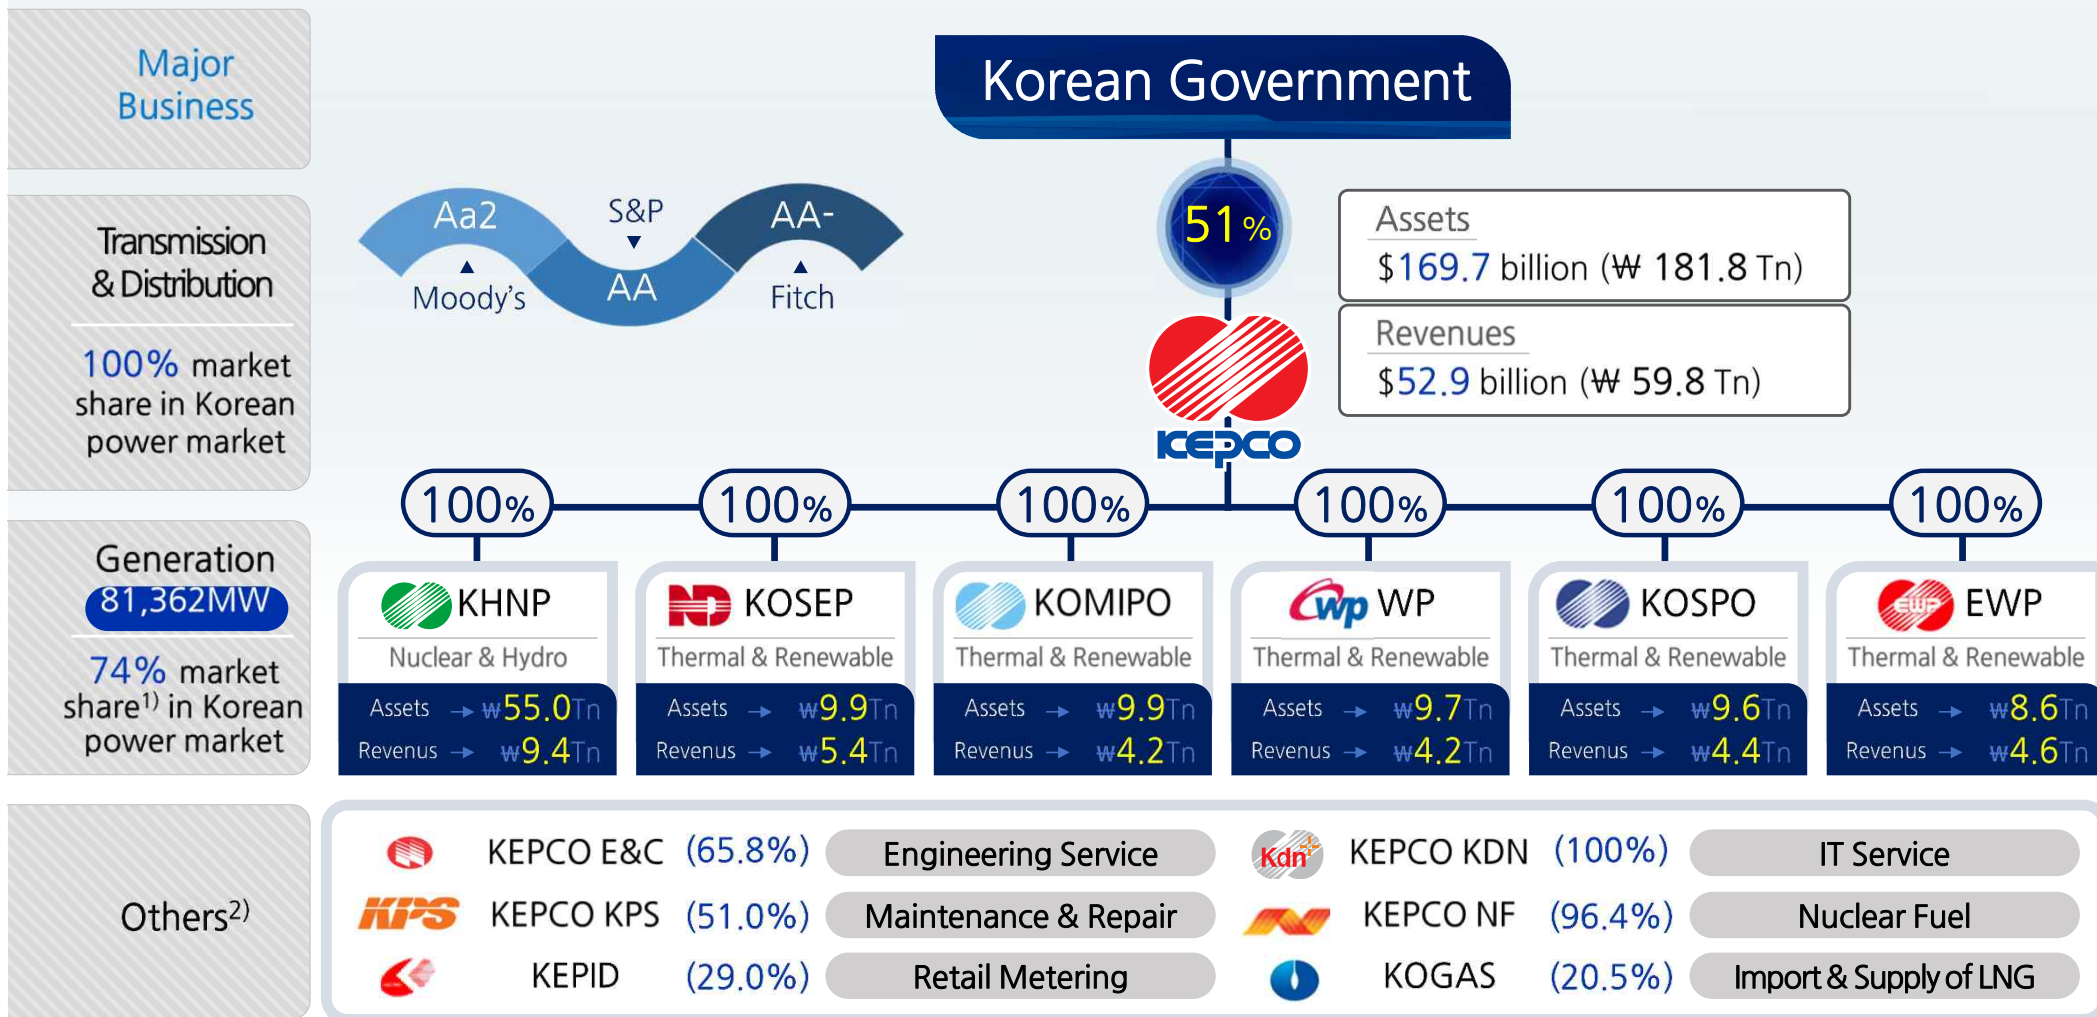 Major
Business
Korean Government
Transmission
& Distribution
100% market
share in Korean
power market
Aa2
Moody's
S&P
AA
AA-
Fitch
51%
Assets
$169.7 billion (₩ 181.8 Tn)
Revenues
$52.9 billion (₩ 59.8 Tn)
KEPCO
Generation
81,362MW
74% market
share1) in Korean
power market
100%
100%
100%
100%
100%
100%
KHNP
Nuclear & Hydro
Assets → ₩55.0Tn
Revenus → ₩9.4Tn
ND KOSEP
Thermal & Renewable
Assets → ₩9.9Tn
Revenus → ₩5.4Tn
KOMIPO
Thermal & Renewable
Assets → ₩9.9Tn
Revenus → ₩4.2Tn
wp WP
Thermal & Renewable
Assets → ₩9.7Tn
Revenus → ₩4.2Tn
KOSPO
Thermal & Renewable
Assets → ₩9.6Tn
Revenus → ₩4.4Tn
EWP EWP
Thermal & Renewable
Assets → ₩8.6Tn
Revenus → ₩4.6Tn
Others2)
KEPCO E&C (65.8%) Engineering Service
KPS KEPCO KPS (51.0%) Maintenance & Repair
KEPID (29.0%) Retail Metering
Kdn+ KEPCO KDN (100%) IT Service
KEPCO NF (96.4%) Nuclear Fuel
KOGAS (20.5%) Import & Supply of LNG